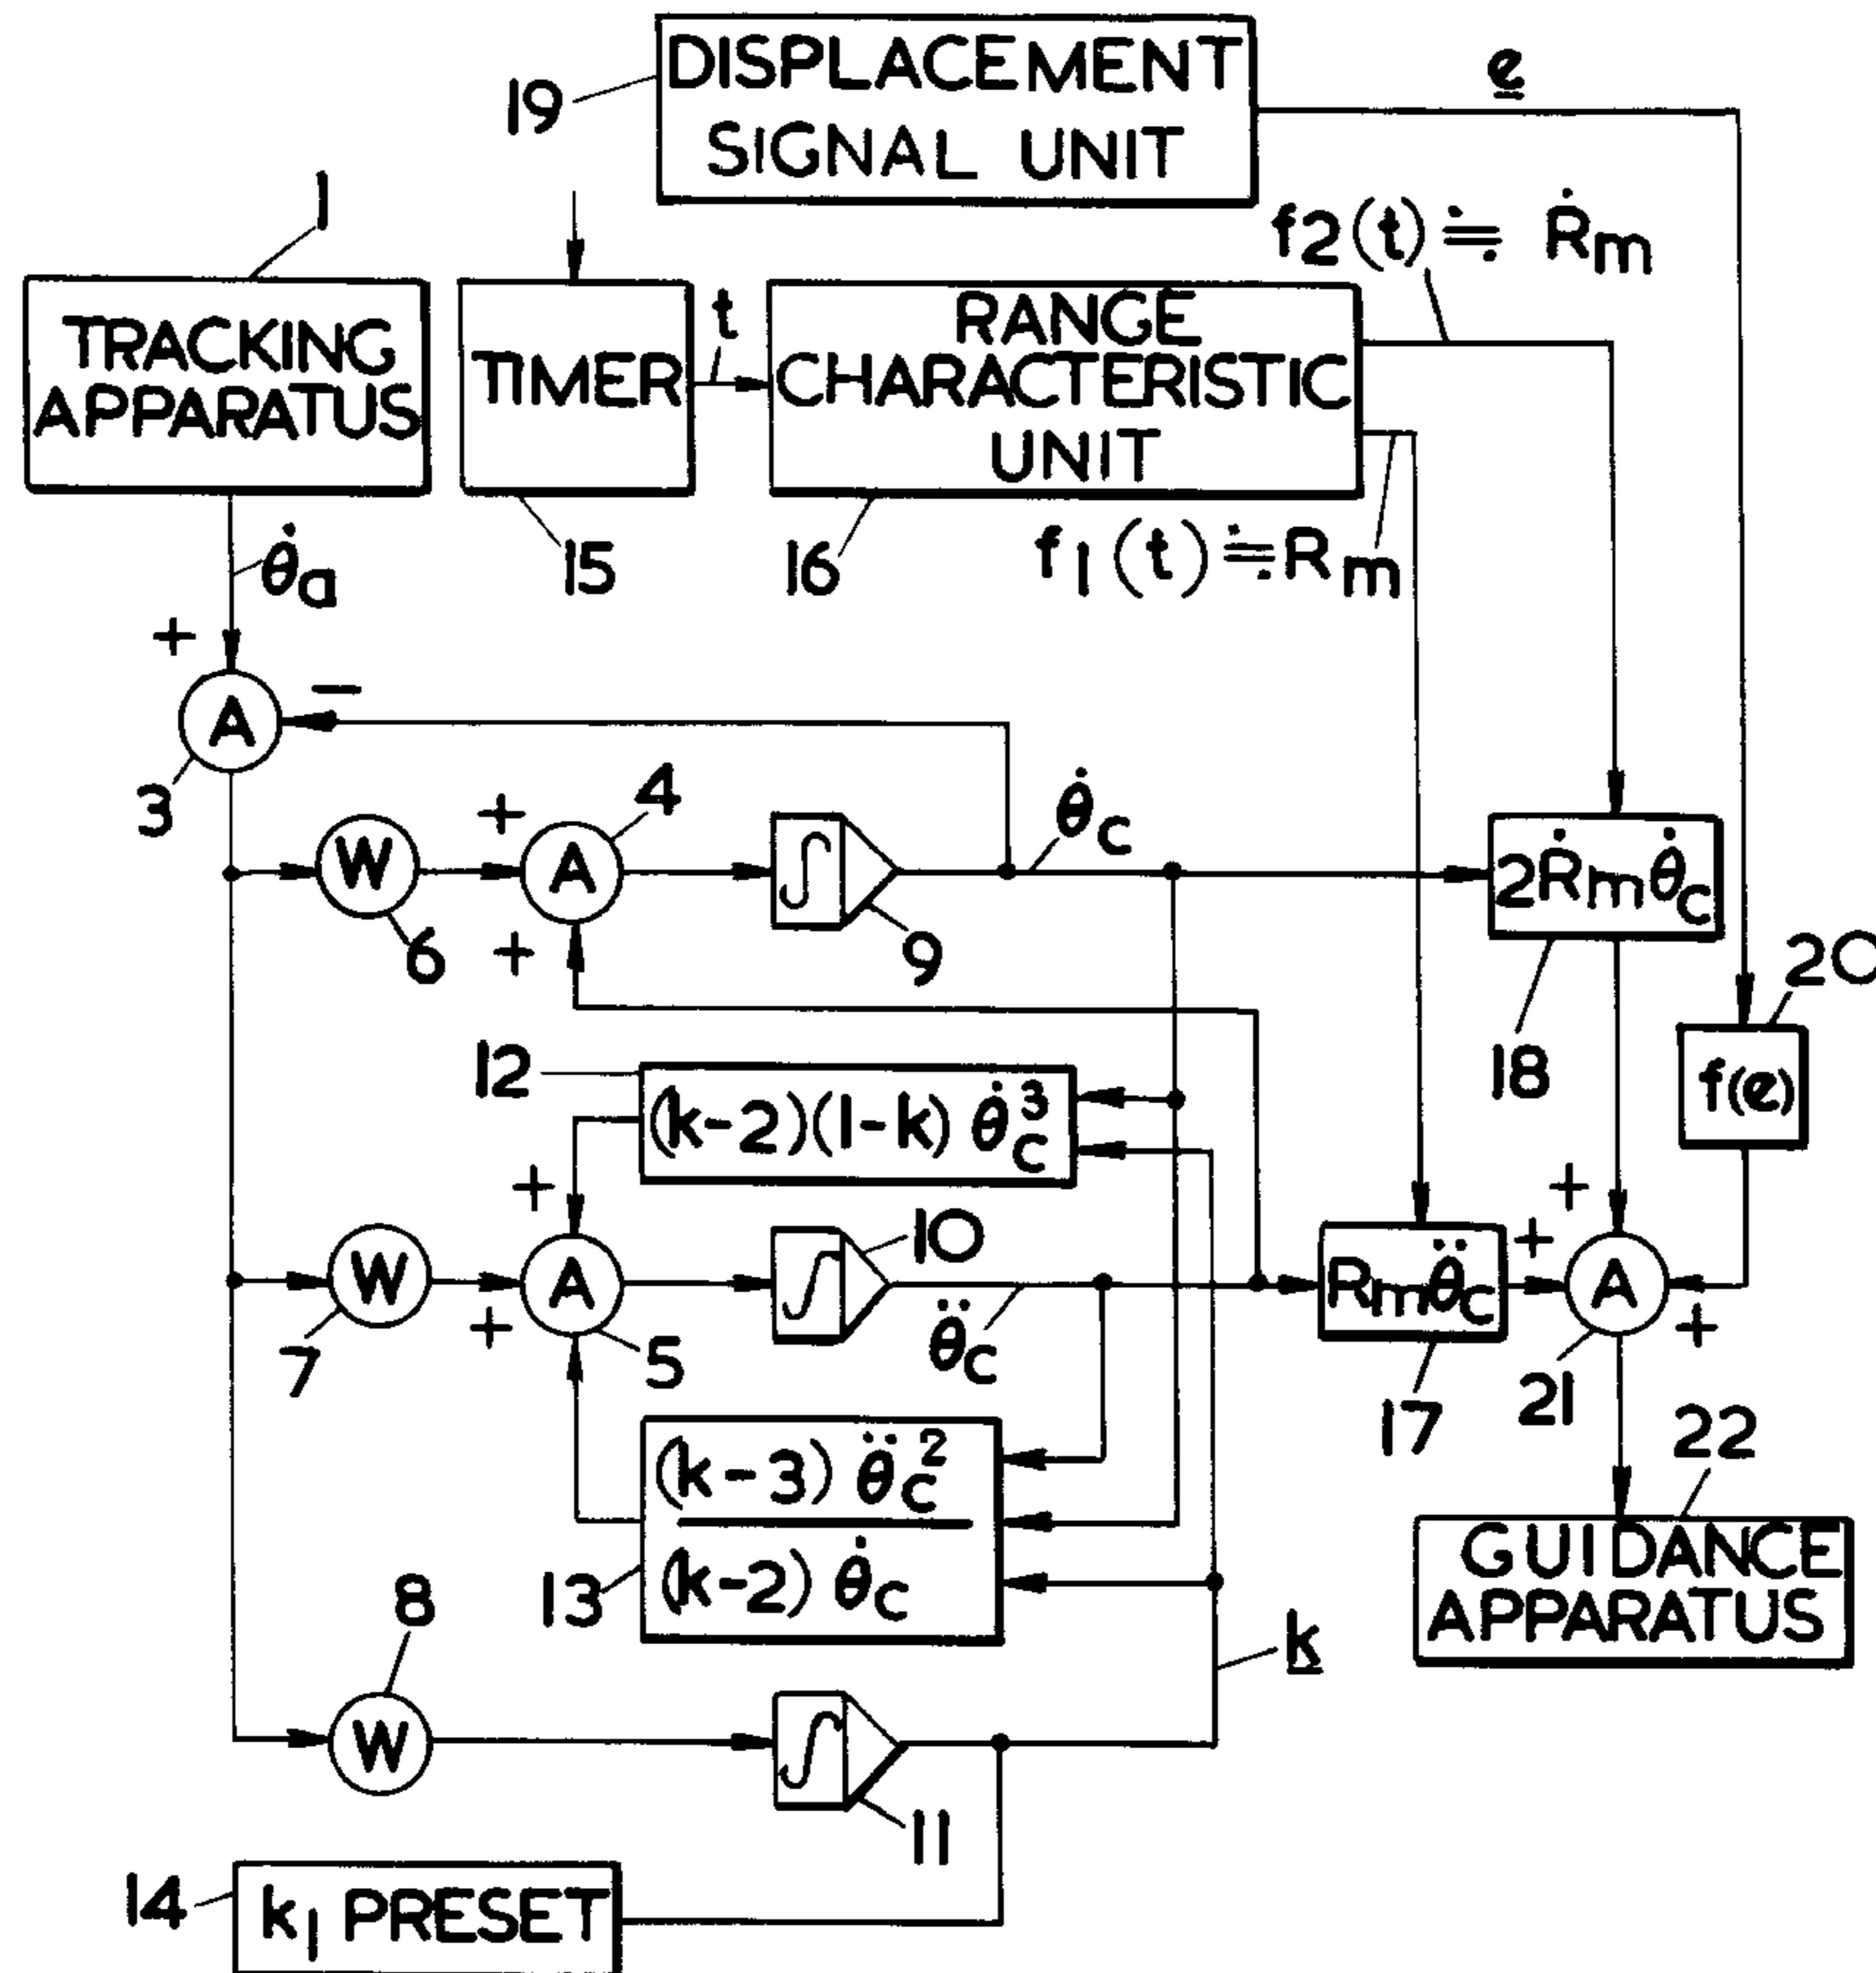 DISPLACEMENT
SIGNAL UNIT
19
e
1
f2(t) ≒ Ṙm
TRACKING
APPARATUS
TIMER
t
RANGE
CHARACTERISTIC
UNIT
15
16
f1(t) ≒ Rm
θ̇a
+
−
A
3
W
6
+
4
A
+
∫
9
θ̇c
2Ṙmθ̇c
18
20
f(e)
12
(k-2)(1-k) θ̇c³
+
W
7
A
+
5
∫
10
θ̈c
Rmθ̈c
17
+
+
A
+
21
22
GUIDANCE
APPARATUS
(k-3) θ̈c²
(k-2) θ̇c
13
8
W
∫
11
k
14
k1 PRESET